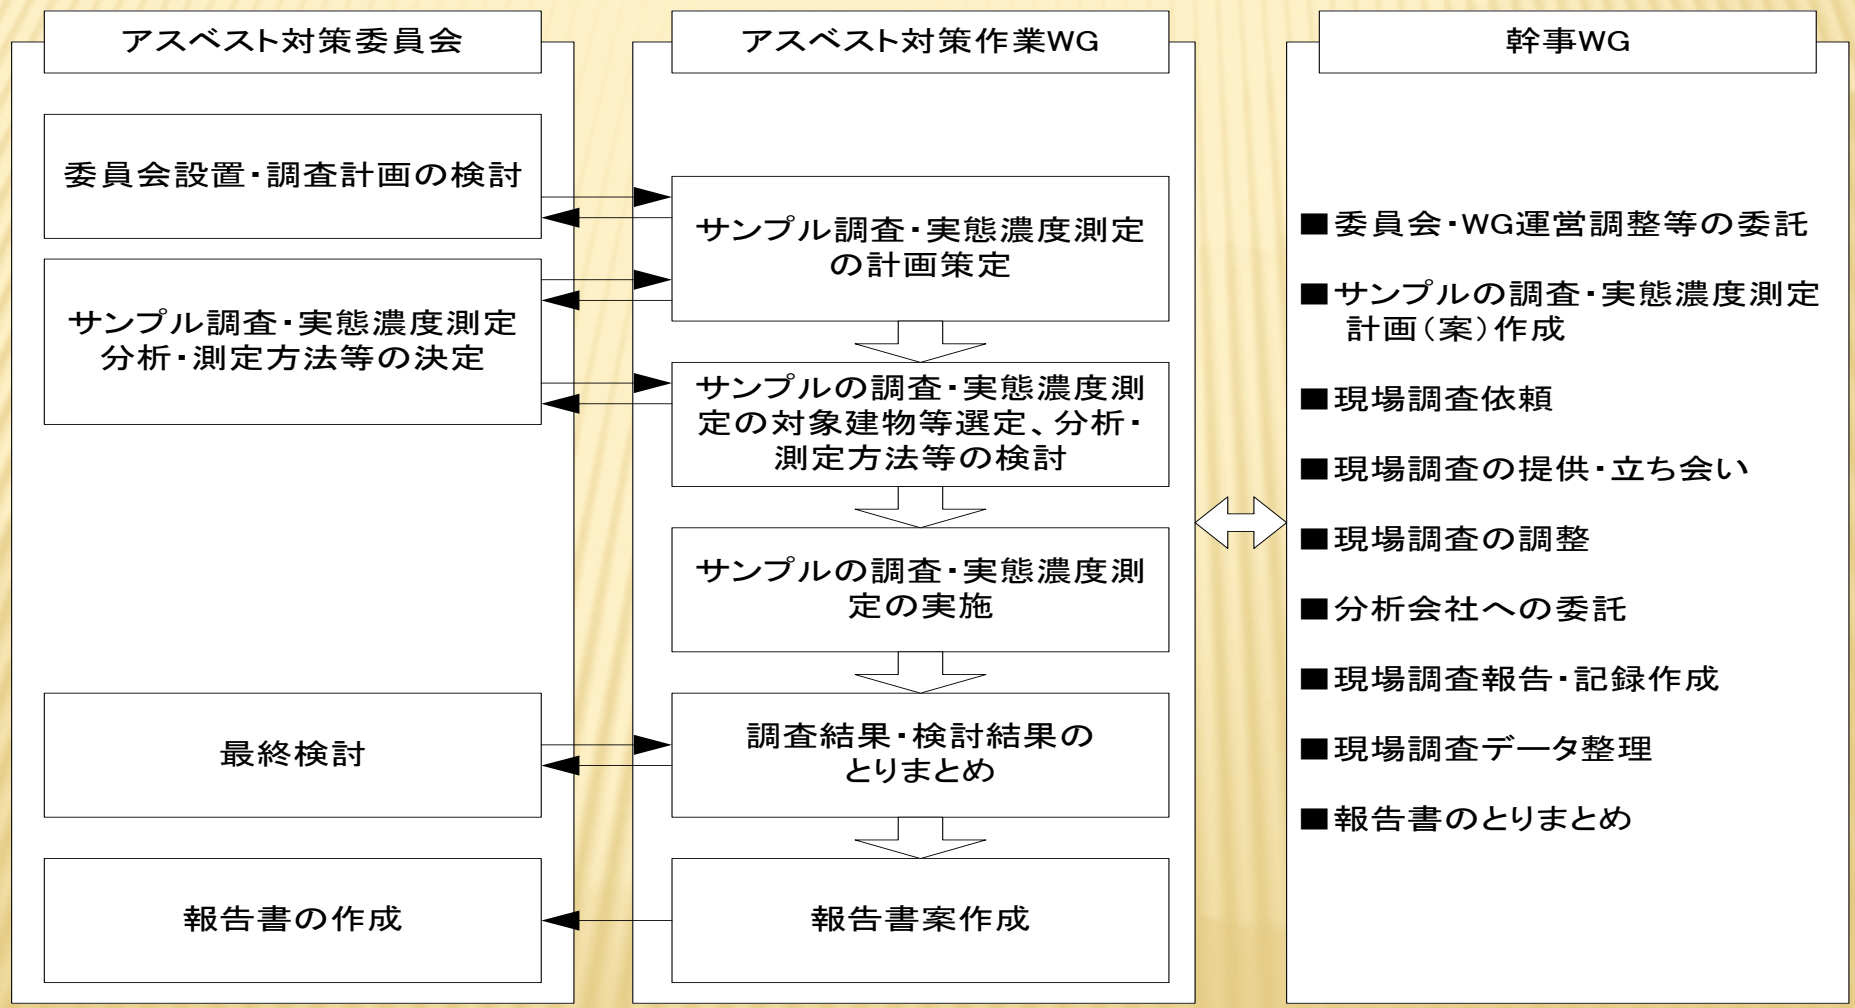 アスベスト対策委員会
委員会設置・調査計画の検討
サンプル調査・実態濃度測定
分析・測定方法等の決定
最終検討
報告書の作成
アスベスト対策作業WG
サンプル調査・実態濃度測定
の計画策定
サンプルの調査・実態濃度測
定の対象建物等選定、分析・
測定方法等の検討
サンプルの調査・実態濃度測
定の実施
調査結果・検討結果の
とりまとめ
報告書案作成
幹事WG
■委員会・WG運営調整等の委託
■サンプルの調査・実態濃度測定
計画（案）作成
■現場調査依頼
■現場調査の提供・立ち会い
■現場調査の調整
■分析会社への委託
■現場調査報告・記録作成
■現場調査データ整理
■報告書のとりまとめ